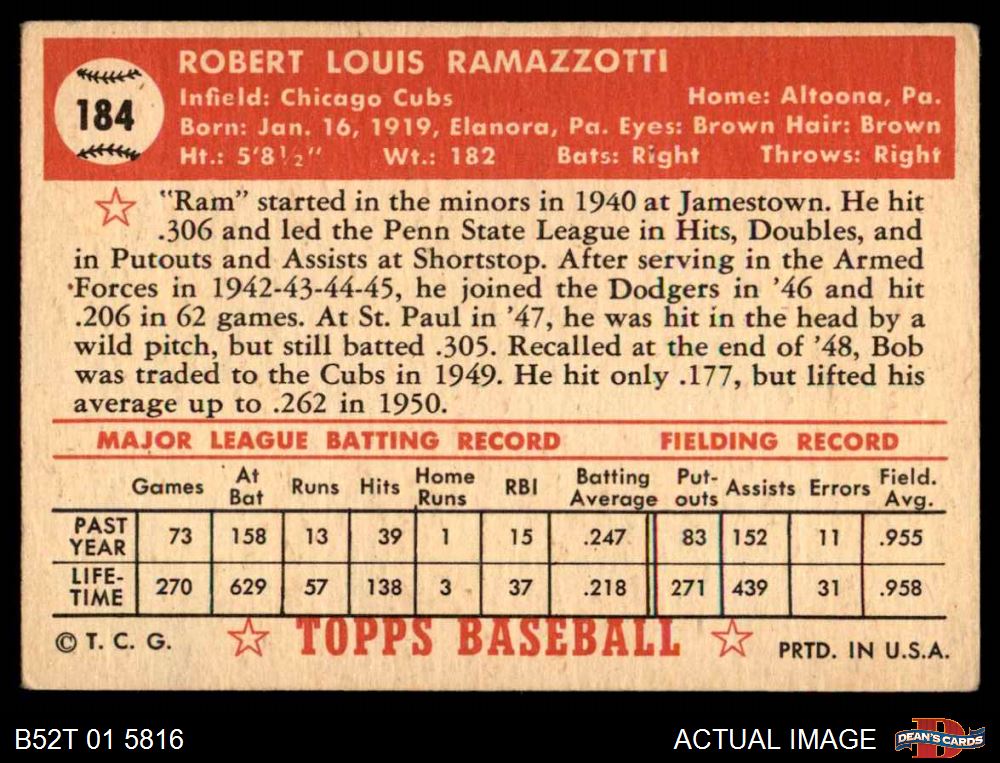 184
ROBERT LOUIS RAMAZZOTTI
Infield: Chicago Cubs Home: Altoona, Pa.
Born: Jan. 16, 1919, Elanora, Pa. Eyes: Brown Hair: Brown
Ht.: 5'8½" Wt.: 182 Bats: Right Throws: Right
"Ram" started in the minors in 1940 at Jamestown. He hit
.306 and led the Penn State League in Hits, Doubles, and
in Putouts and Assists at Shortstop. After serving in the Armed
Forces in 1942-43-44-45, he joined the Dodgers in '46 and hit
.206 in 62 games. At St. Paul in '47, he was hit in the head by a
wild pitch, but still batted .305. Recalled at the end of '48, Bob
was traded to the Cubs in 1949. He hit only .177, but lifted his
average up to .262 in 1950.
MAJOR LEAGUE BATTING RECORD FIELDING RECORD
Games At Bat Runs Hits Home Runs RBI Batting Average Put-outs Assists Errors Field. Avg.
PAST YEAR 73 158 13 39 1 15 .247 83 152 11 .955
LIFE-TIME 270 629 57 138 3 37 .218 271 439 31 .958
© T. C. G. TOPPS BASEBALL PRTD. IN U.S.A.
B52T 01 5816 ACTUAL IMAGE D DEAN'S CARDS